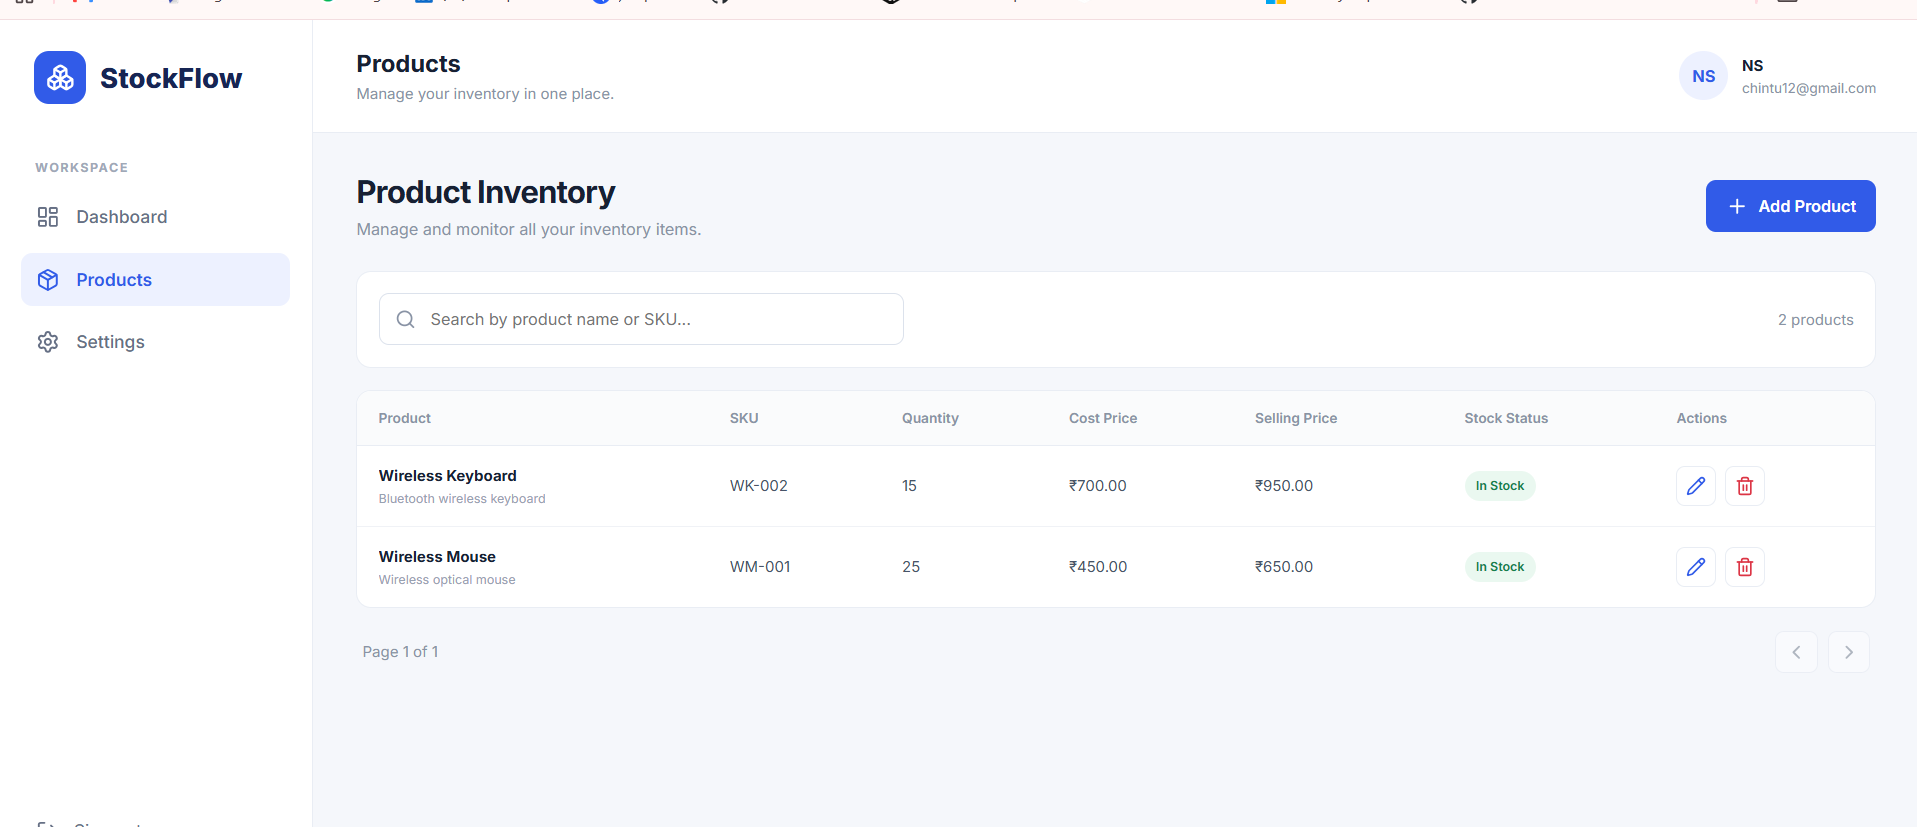 StockFlow
WORKSPACE
Dashboard
Products
Settings
Products
Manage your inventory in one place.
NS
NS
chintu12@gmail.com
Product Inventory
Manage and monitor all your inventory items.
Add Product
Search by product name or SKU...
2 products
Product SKU Quantity Cost Price Selling Price Stock Status Actions
Wireless Keyboard
Bluetooth wireless keyboard
WK-002 15 ₹700.00 ₹950.00 In Stock
Wireless Mouse
Wireless optical mouse
WM-001 25 ₹450.00 ₹650.00 In Stock
Page 1 of 1